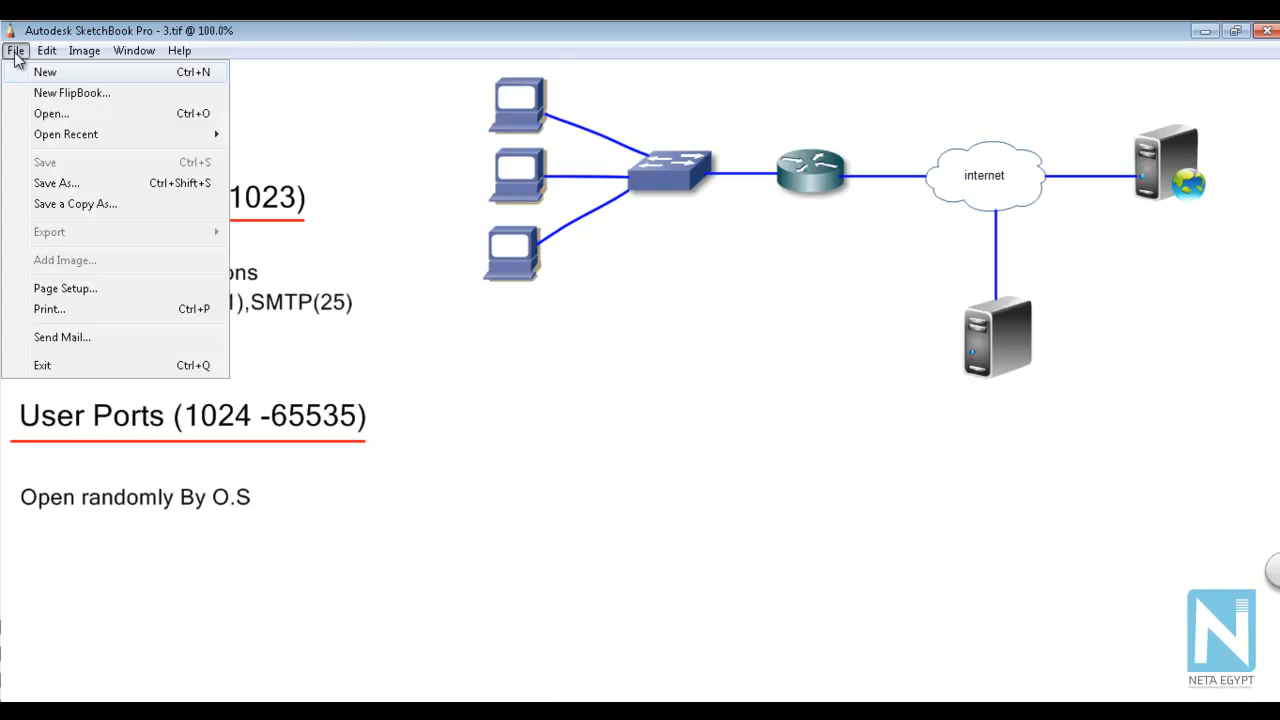 Autodesk SketchBook Pro - 3.tif @ 100.0%
File Edit Image Window Help
New Ctrl+N
New FlipBook...
Open... Ctrl+O
Open Recent
Save Ctrl+S
Save As... Ctrl+Shift+S
Save a Copy As...
Export
Add Image...
Page Setup...
Print... Ctrl+P
Send Mail...
Exit Ctrl+Q
1023)
ons
1),SMTP(25)
User Ports (1024 -65535)
Open randomly By O.S
internet
NETA EGYPT